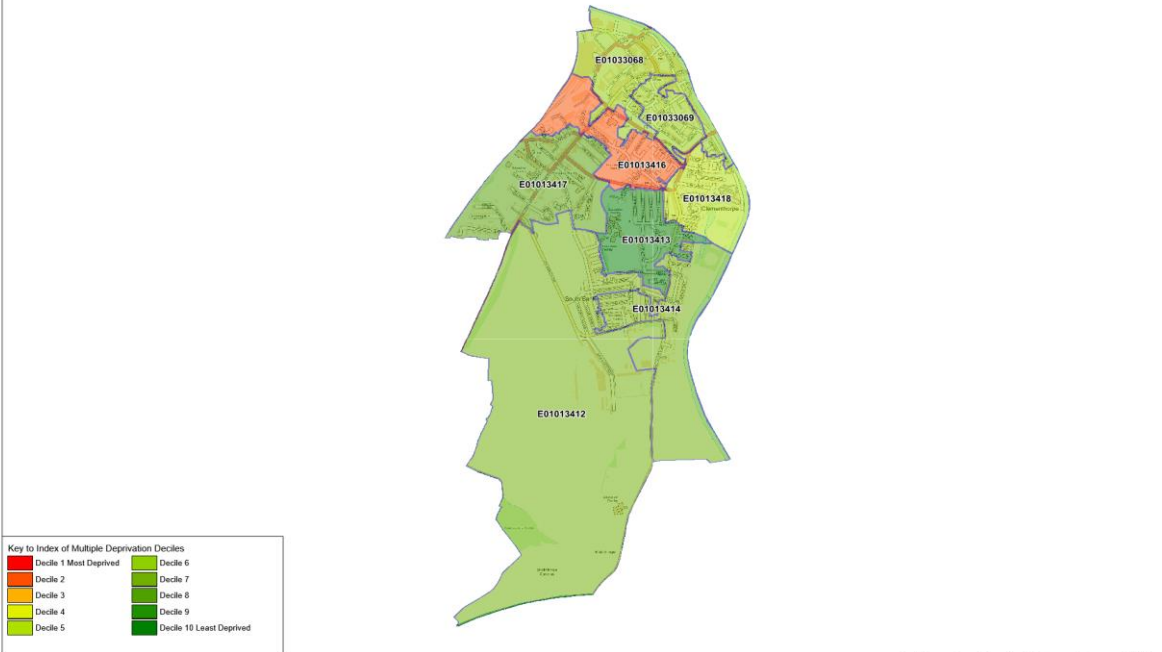 E01033068
E01033069
E01013416
E01013417
E01013418
E01013413
E01013414
E01013412
Key to Index of Multiple Deprivation Deciles
Decile 1 Most Deprived
Decile 2
Decile 3
Decile 4
Decile 5
Decile 6
Decile 7
Decile 8
Decile 9
Decile 10 Least Deprived